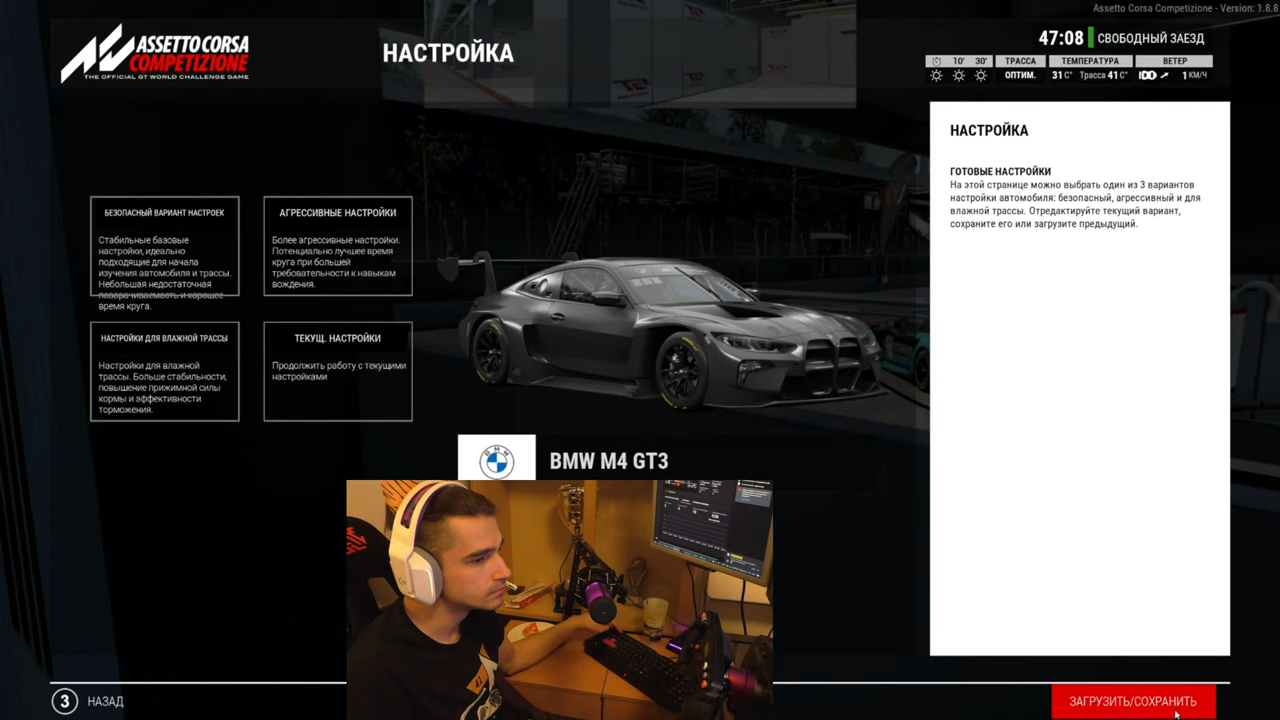 Assetto Corsa Competizione - Version: 1.8.8
ASSETTO CORSA
COMPETIZIONE
THE OFFICIAL GT WORLD CHALLENGE GAME
НАСТРОЙКА
47:08 СВОБОДНЫЙ ЗАЕЗД
10' 30' ТРАССА ТЕМПЕРАТУРА ВЕТЕР
ОПТИМ. 31 C° Трасса 41 C° 1 КМ/Ч
НАСТРОЙКА
ГОТОВЫЕ НАСТРОЙКИ
На этой странице можно выбрать один из 3 вариантов
настройки автомобиля: безопасный, агрессивный и для
влажной трассы. Отредактируйте текущий вариант,
сохраните его или загрузите предыдущий.
БЕЗОПАСНЫЙ ВАРИАНТ НАСТРОЕК
Стабильные базовые
настройки, идеально
подходящие для начала
изучения автомобиля и трассы.
Небольшая недостаточная
поворачиваемость и хорошее
время круга.
АГРЕССИВНЫЕ НАСТРОЙКИ
Более агрессивные настройки.
Потенциально лучшее время
круга при большей
требовательности к навыкам
вождения.
НАСТРОЙКИ ДЛЯ ВЛАЖНОЙ ТРАССЫ
Настройки для влажной
трассы. Больше стабильности,
повышение прижимной силы
кормы и эффективности
торможения.
ТЕКУЩ. НАСТРОЙКИ
Продолжить работу с текущими
настройками
BMW
BMW M4 GT3
3 НАЗАД
ЗАГРУЗИТЬ/СОХРАНИТЬ